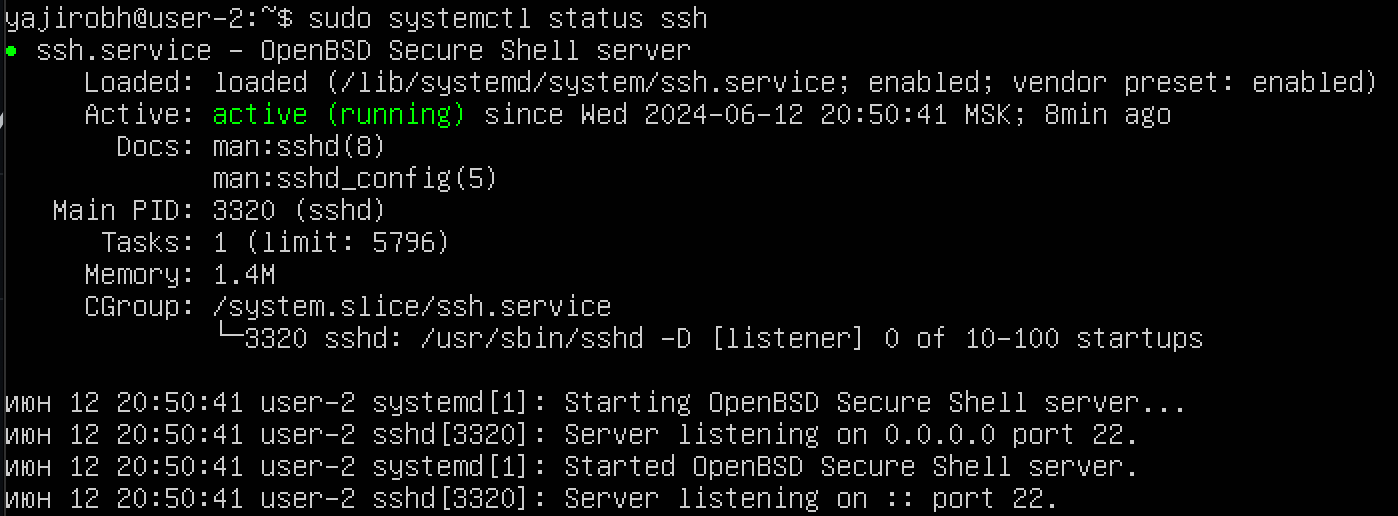 yajirobh@user-2:~$ sudo systemctl status ssh
● ssh.service - OpenBSD Secure Shell server
Loaded: loaded (/lib/systemd/system/ssh.service; enabled; vendor preset: enabled)
Active: active (running) since Wed 2024-06-12 20:50:41 MSK; 8min ago
Docs: man:sshd(8)
man:sshd_config(5)
Main PID: 3320 (sshd)
Tasks: 1 (limit: 5796)
Memory: 1.4M
CGroup: /system.slice/ssh.service
└─3320 sshd: /usr/sbin/sshd -D [listener] 0 of 10-100 startups
июн 12 20:50:41 user-2 systemd[1]: Starting OpenBSD Secure Shell server...
июн 12 20:50:41 user-2 sshd[3320]: Server listening on 0.0.0.0 port 22.
июн 12 20:50:41 user-2 systemd[1]: Started OpenBSD Secure Shell server.
июн 12 20:50:41 user-2 sshd[3320]: Server listening on :: port 22.